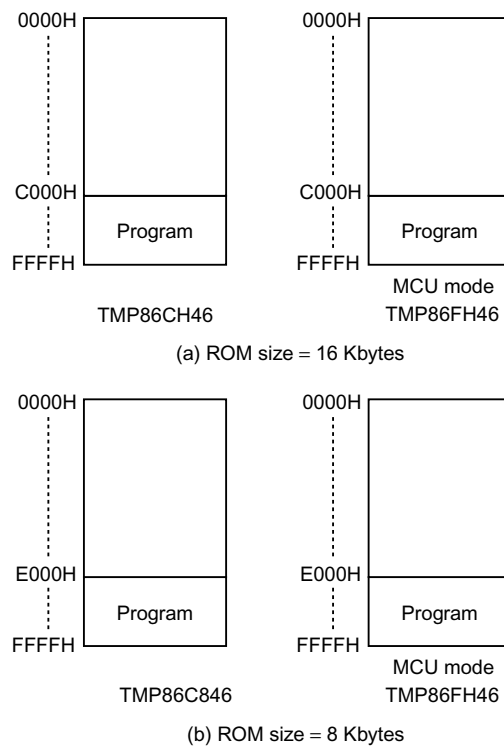 0000H 0000H
C000H C000H
Program Program
FFFFH FFFFH
MCU mode
TMP86CH46 TMP86FH46
(a) ROM size = 16 Kbytes
0000H 0000H
E000H E000H
Program Program
FFFFH FFFFH
MCU mode
TMP86C846 TMP86FH46
(b) ROM size = 8 Kbytes